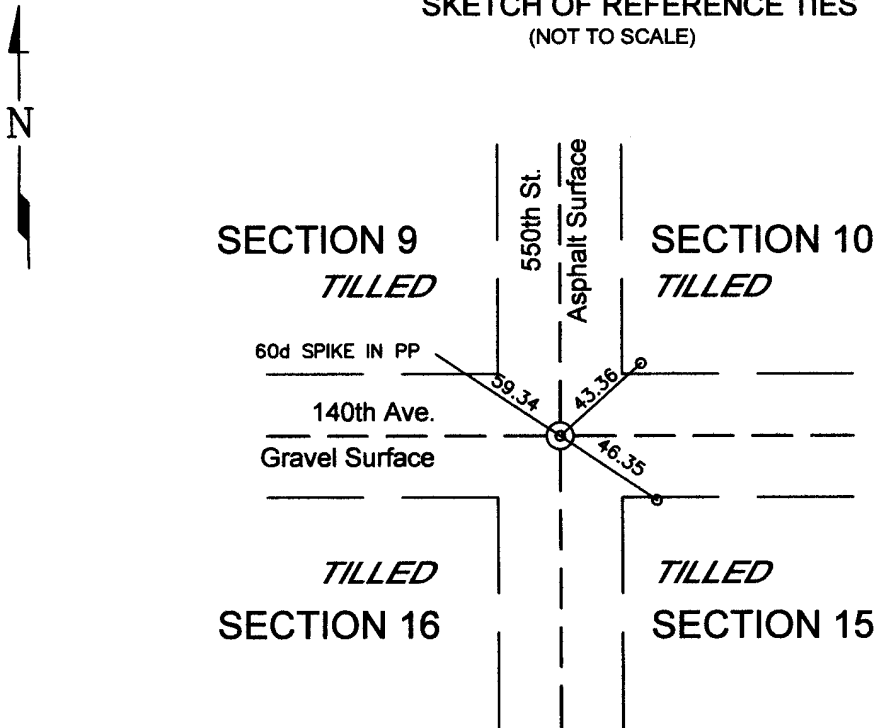 SKETCH OF REFERENCE TIES
(NOT TO SCALE)
N
550th St.
Asphalt Surface
SECTION 9
TILLED
SECTION 10
TILLED
60d SPIKE IN PP
59.34
43.36
140th Ave.
Gravel Surface
46.35
TILLED
SECTION 16
TILLED
SECTION 15